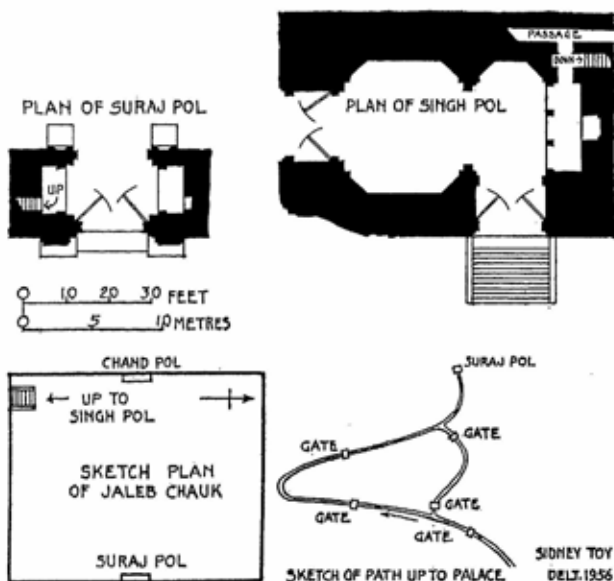 PLAN OF SURAJ POL
UP
PASSAGE
DOWN
PLAN OF SINGH POL
0 10 20 30 FEET
0 5 10 METRES
CHAND POL
UP TO
SINGH POL
SKETCH PLAN
OF JALEB CHAUK
SURAJ POL
SURAJ POL
GATE
GATE
GATE
GATE
GATE
SKETCH OF PATH UP TO PALACE
SIDNEY TOY
DELT. 1956